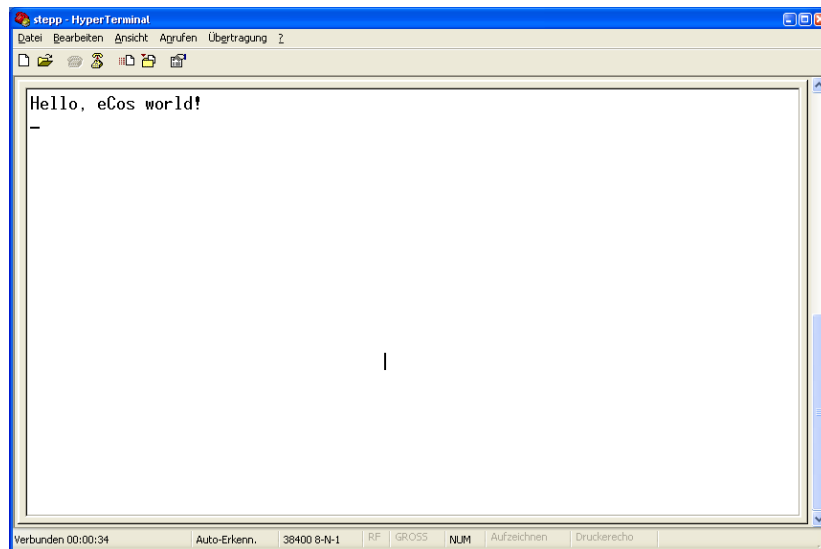 stepp - HyperTerminal
Datei Bearbeiten Ansicht Anrufen Übertragung ?
Hello, eCos world!
Verbunden 00:00:34 Auto-Erkenn. 38400 8-N-1 RF GROSS NUM Aufzeichnen Druckerecho